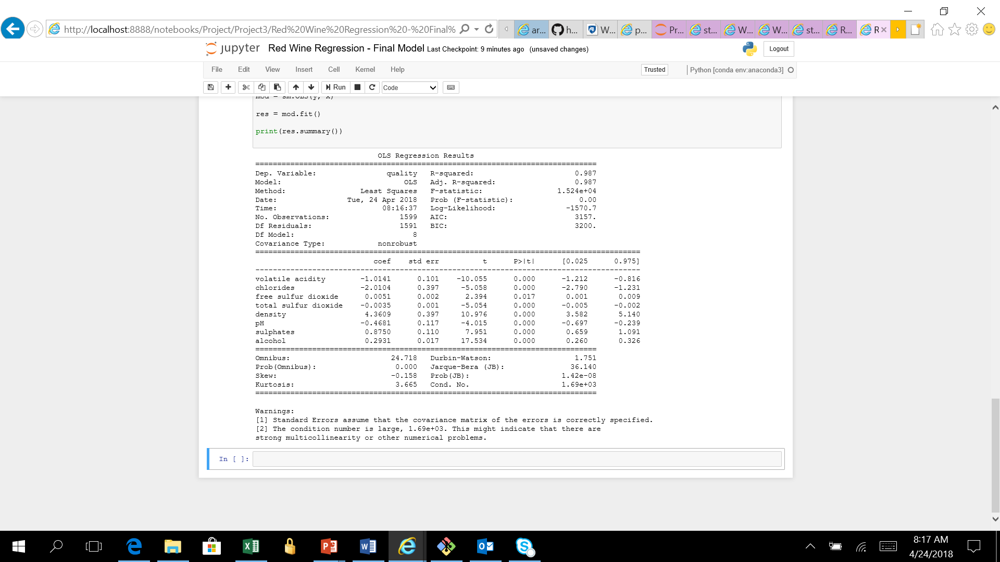 http://localhost:8888/notebooks/Project/Project3/Red%20Wine%20Regression%20-%20Final%
ar...
h...
W...
p...
Pr...
st...
W...
W...
st...
R...
R
jupyter Red Wine Regression - Final Model Last Checkpoint: 9 minutes ago (unsaved changes)
Logout
File Edit View Insert Cell Kernel Help
Trusted
Python [conda env:anaconda3]
Run
Code
mod = sm.OLS(y, X)
res = mod.fit()
print(res.summary())
OLS Regression Results
==============================================================================
Dep. Variable: quality R-squared: 0.987
Model: OLS Adj. R-squared: 0.987
Method: Least Squares F-statistic: 1.524e+04
Date: Tue, 24 Apr 2018 Prob (F-statistic): 0.00
Time: 08:16:37 Log-Likelihood: -1570.7
No. Observations: 1599 AIC: 3157.
Df Residuals: 1591 BIC: 3200.
Df Model: 8
Covariance Type: nonrobust
========================================================================================
coef std err t P>|t| [0.025 0.975]
----------------------------------------------------------------------------------------
volatile acidity -1.0141 0.101 -10.055 0.000 -1.212 -0.816
chlorides -2.0104 0.397 -5.058 0.000 -2.790 -1.231
free sulfur dioxide 0.0051 0.002 2.394 0.017 0.001 0.009
total sulfur dioxide -0.0035 0.001 -5.054 0.000 -0.005 -0.002
density 4.3609 0.397 10.976 0.000 3.582 5.140
pH -0.4681 0.117 -4.015 0.000 -0.697 -0.239
sulphates 0.8750 0.110 7.951 0.000 0.659 1.091
alcohol 0.2931 0.017 17.534 0.000 0.260 0.326
==============================================================================
Omnibus: 24.718 Durbin-Watson: 1.751
Prob(Omnibus): 0.000 Jarque-Bera (JB): 36.140
Skew: -0.158 Prob(JB): 1.42e-08
Kurtosis: 3.665 Cond. No. 1.69e+03
==============================================================================
Warnings:
[1] Standard Errors assume that the covariance matrix of the errors is correctly specified.
[2] The condition number is large, 1.69e+03. This might indicate that there are
strong multicollinearity or other numerical problems.
In [ ]:
8:17 AM
4/24/2018